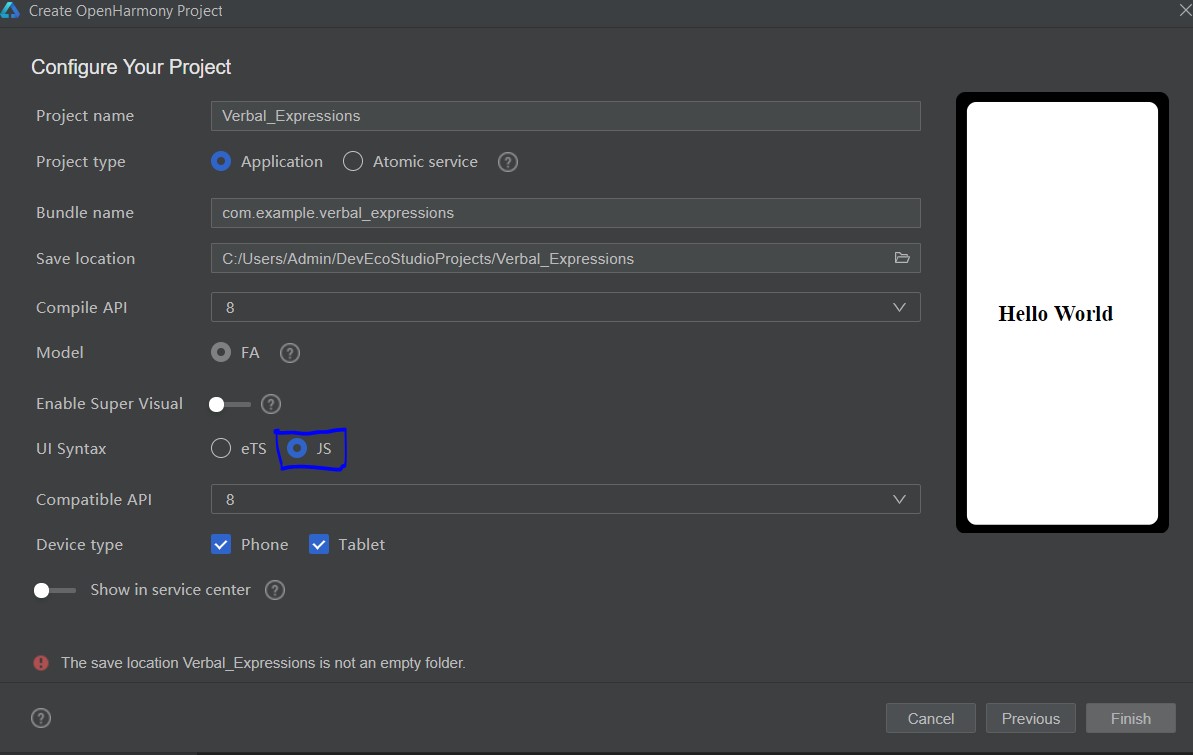 Create OpenHarmony Project
Configure Your Project
Project name Verbal_Expressions
Project type Application Atomic service ?
Bundle name com.example.verbal_expressions
Save location C:/Users/Admin/DevEcoStudioProjects/Verbal_Expressions
Compile API 8
Model FA ?
Hello World
Enable Super Visual ?
UI Syntax eTS JS
Compatible API 8
Device type Phone Tablet
Show in service center ?
! The save location Verbal_Expressions is not an empty folder.
? Cancel Previous Finish